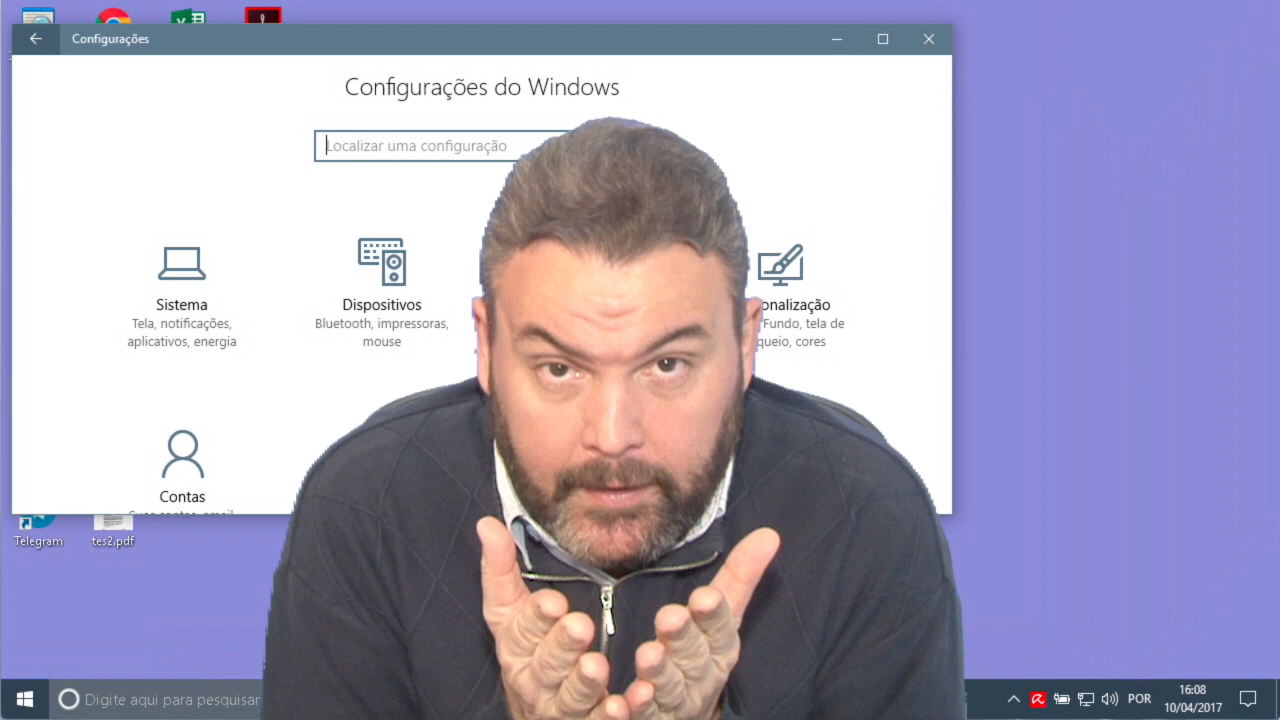 Configurações
Configurações do Windows
Localizar uma configuração
Sistema
Tela, notificações,
aplicativos, energia
Dispositivos
Bluetooth, impressoras,
mouse
onalização
Fundo, tela de
queio, cores
Contas
Telegram
tes2.pdf
Digite aqui para pesquisar
POR
16:08
10/04/2017